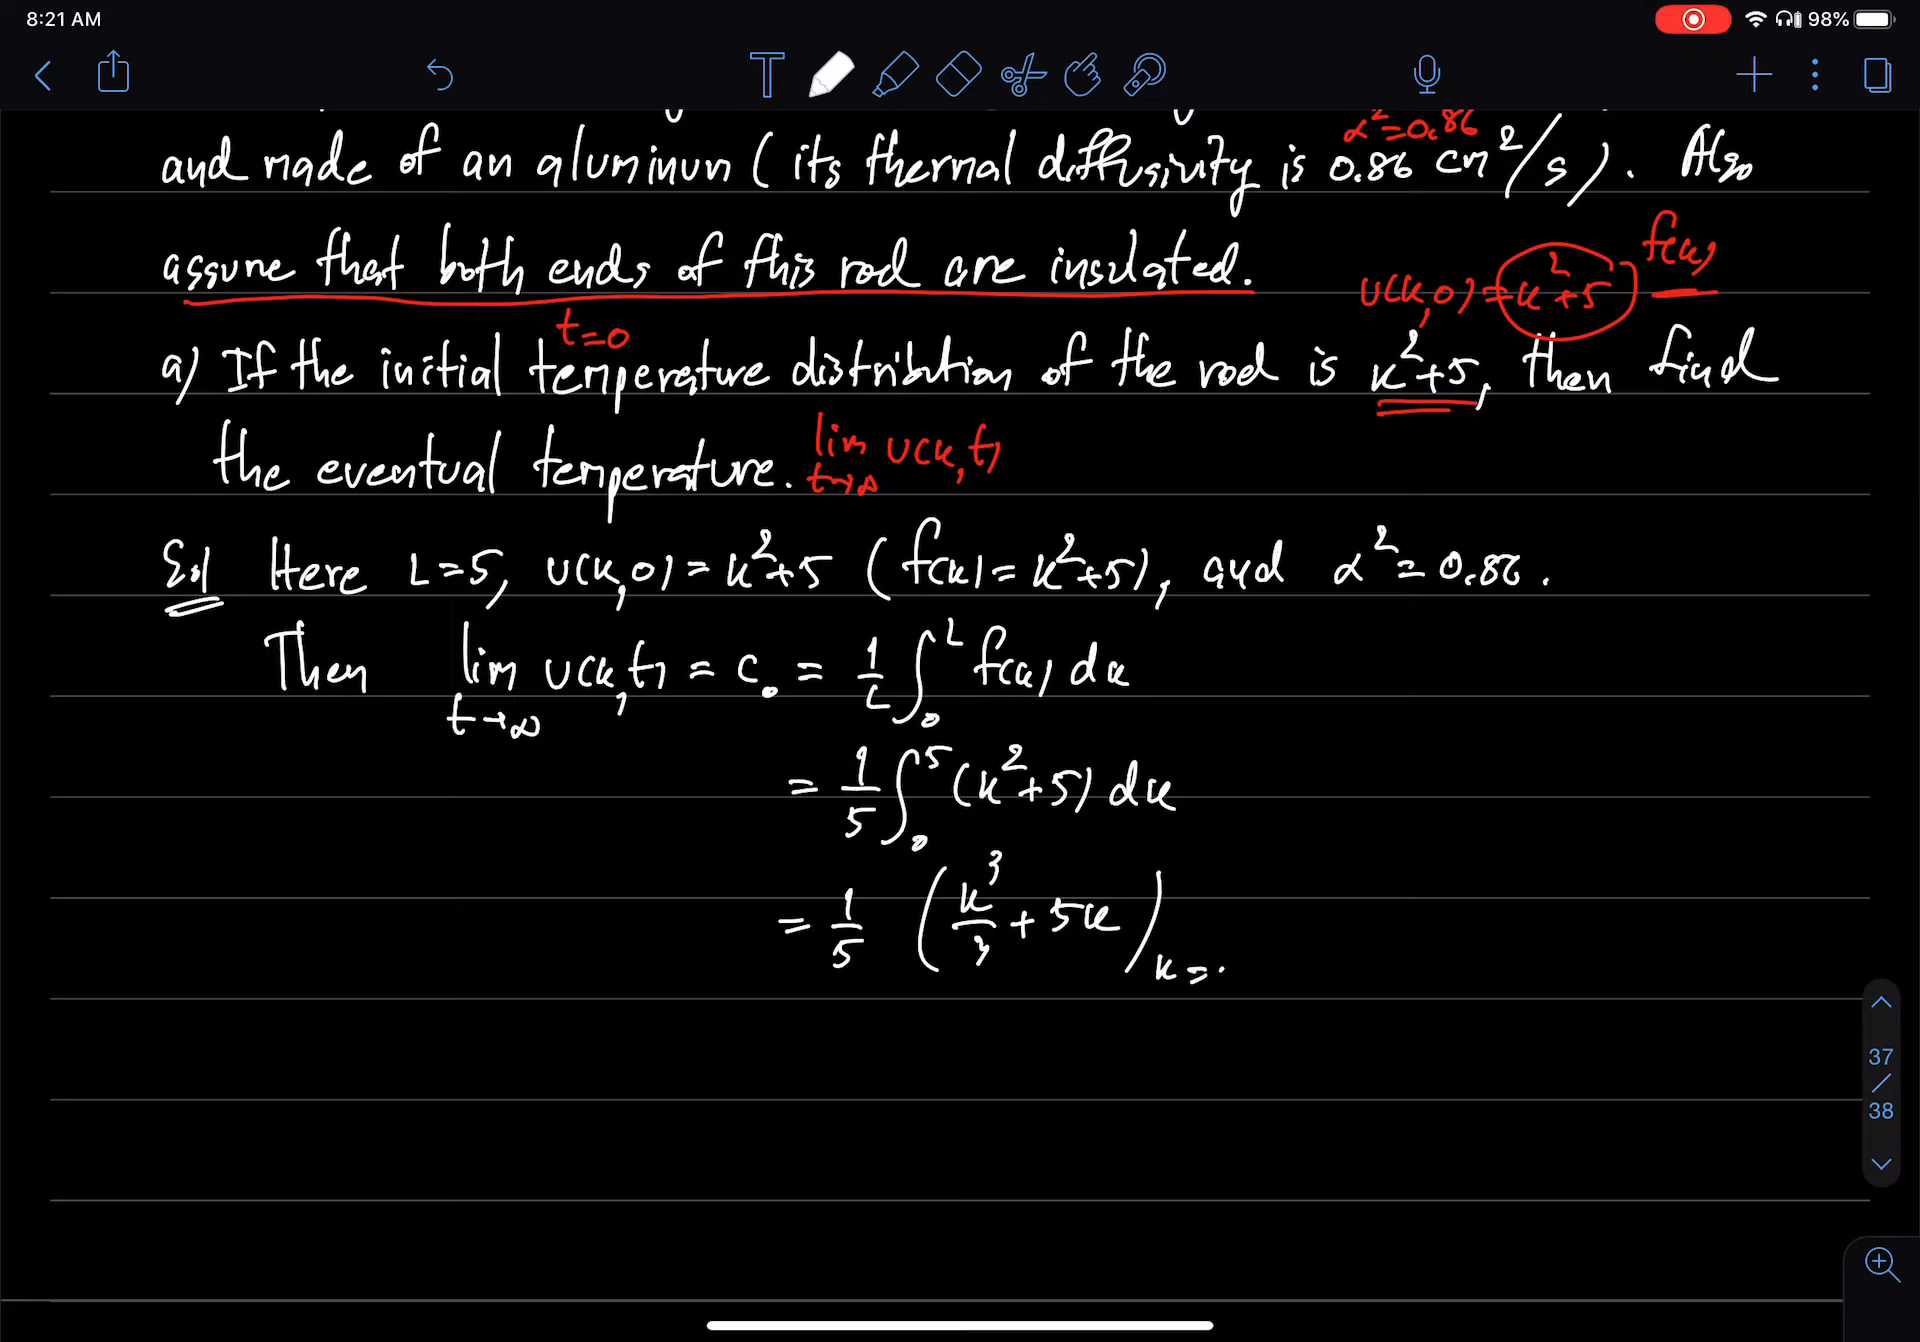 8:21 AM
98%
α²=0.86
and made of an aluminum (its thermal diffusivity is 0.86 cm²/s). Also
assume that both ends of this rod are insulated.
u(x,0)=x²+5 f(x)
t=0
a) If the initial temperature distribution of the rod is x²+5, then find
the eventual temperature. lim t→∞ u(x,t)
Sol Here L=5, u(x,0)=x²+5 (f(x)=x²+5), and α²=0.86.
Then lim t→∞ u(x,t) = c₀ = 1/L ∫₀ᴸ f(x) dx
= 1/5 ∫₀⁵ (x²+5) dx
= 1/5 (x³/3 + 5x) x=
37
/
38